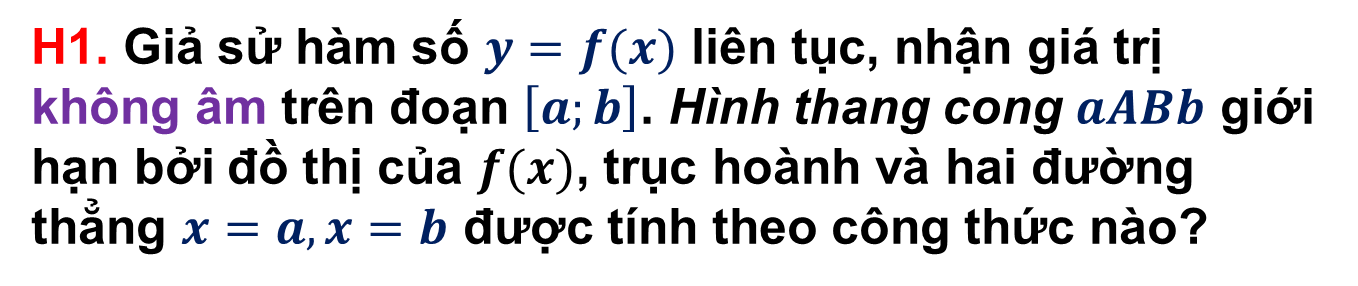 H1. Giả sử hàm số y = f(x) liên tục, nhận giá trị
không âm trên đoạn [a; b]. Hình thang cong aABb giới
hạn bởi đồ thị của f(x), trục hoành và hai đường
thẳng x = a, x = b được tính theo công thức nào?